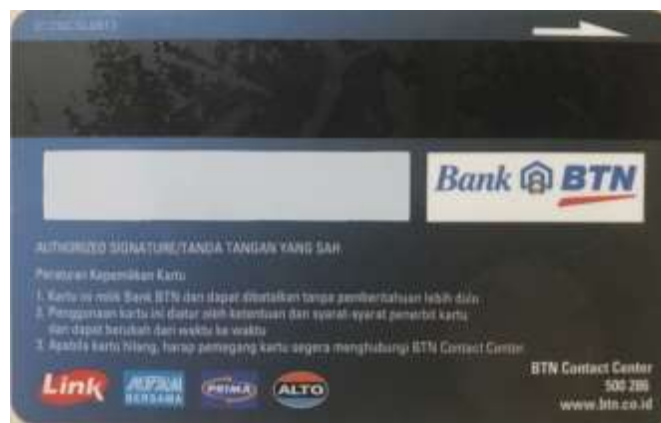 Bank BTN
AUTHORIZED SIGNATURE/TANDA TANGAN YANG SAH
Peraturan Kepemilikan Kartu
1. Kartu ini milik Bank BTN dan dapat dibatalkan tanpa pemberitahuan lebih dulu
2. Penggunaan kartu ini diatur oleh ketentuan dan syarat-syarat penerbit kartu
dan dapat berubah dari waktu ke waktu
3. Apabila kartu hilang, harap pemegang kartu segera menghubungi BTN Contact Center
Link
BERSAMA
PRIMA
ALTO
BTN Contact Center
500 286
www.btn.co.id